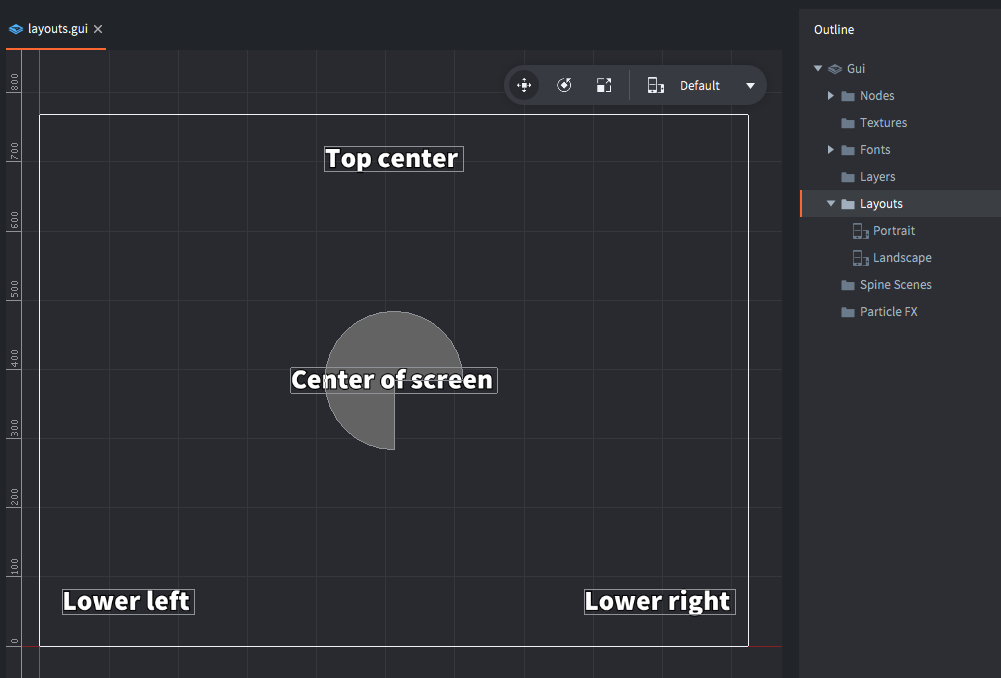 layouts.gui
Outline
Default
Gui
Nodes
Textures
Fonts
Layers
Layouts
Portrait
Landscape
Spine Scenes
Particle FX
800
700
600
500
400
300
200
100
0
Top center
Center of screen
Lower left
Lower right